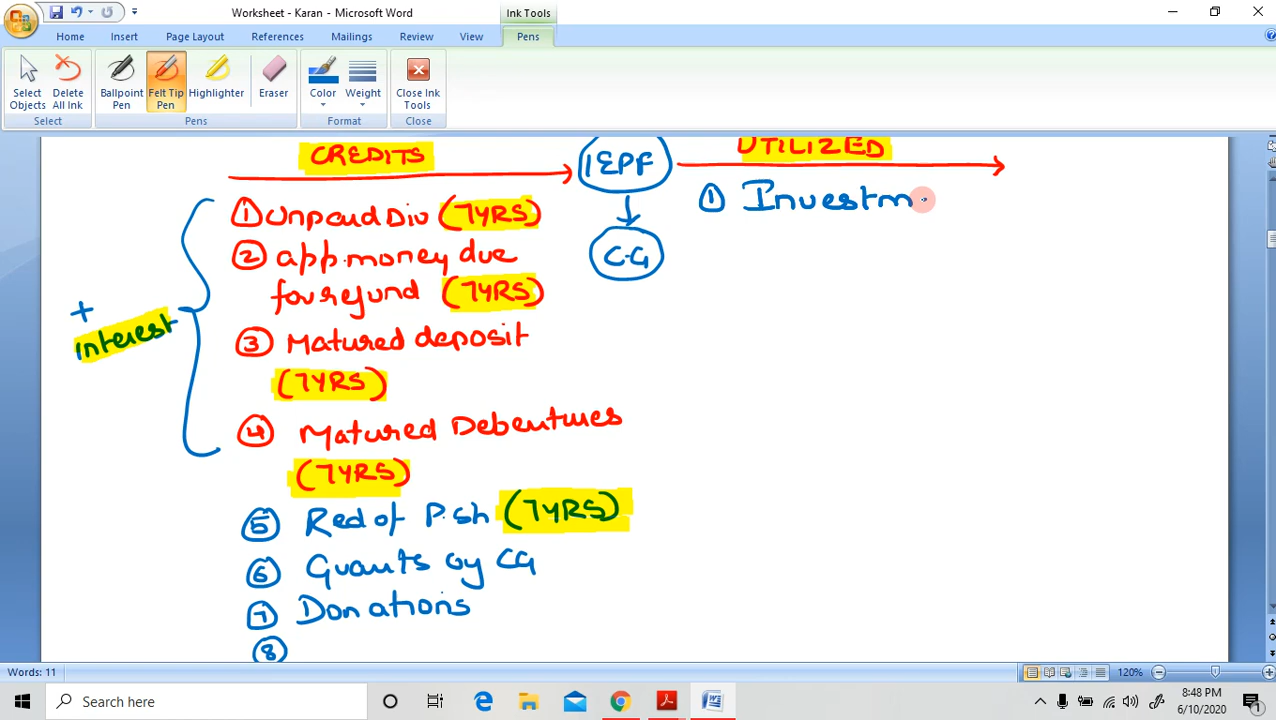 Worksheet - Karan - Microsoft Word
Ink Tools
Home Insert Page Layout References Mailings Review View Pens
Select Objects
Delete All Ink
Ballpoint Pen
Felt Tip Pen
Highlighter
Eraser
Color
Weight
Close Ink Tools
Select Pens Format Close
CREDITS
IEPF
UTILIZED
① Unpaid Div (7YRS)
② app.money due
for refund (7YRS)
③ Matured deposit
(7YRS)
④ Matured Debentures
(7YRS)
⑤ Red of P.sh (7YRS)
⑥ Grants by CG
⑦ Donations
⑧
+
Interest
C.G
① Investm
Words: 11
120%
Type here to search
8:48 PM
6/10/2020